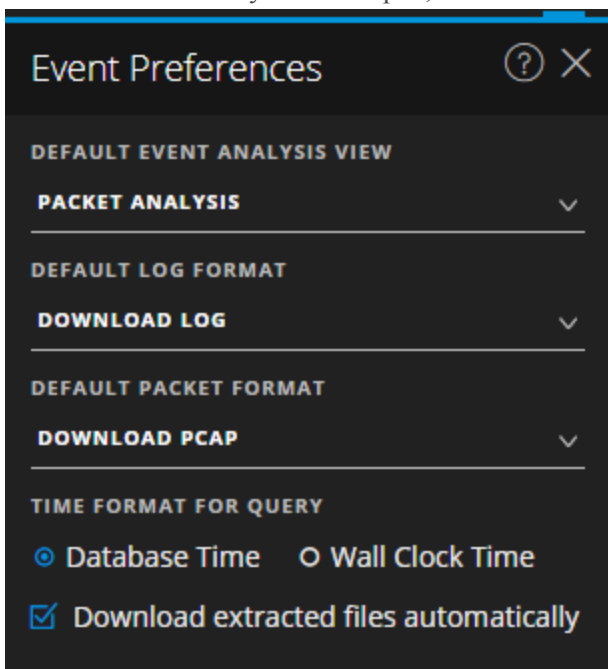 Event Preferences ?
DEFAULT EVENT ANALYSIS VIEW
PACKET ANALYSIS
DEFAULT LOG FORMAT
DOWNLOAD LOG
DEFAULT PACKET FORMAT
DOWNLOAD PCAP
TIME FORMAT FOR QUERY
Database Time Wall Clock Time
Download extracted files automatically